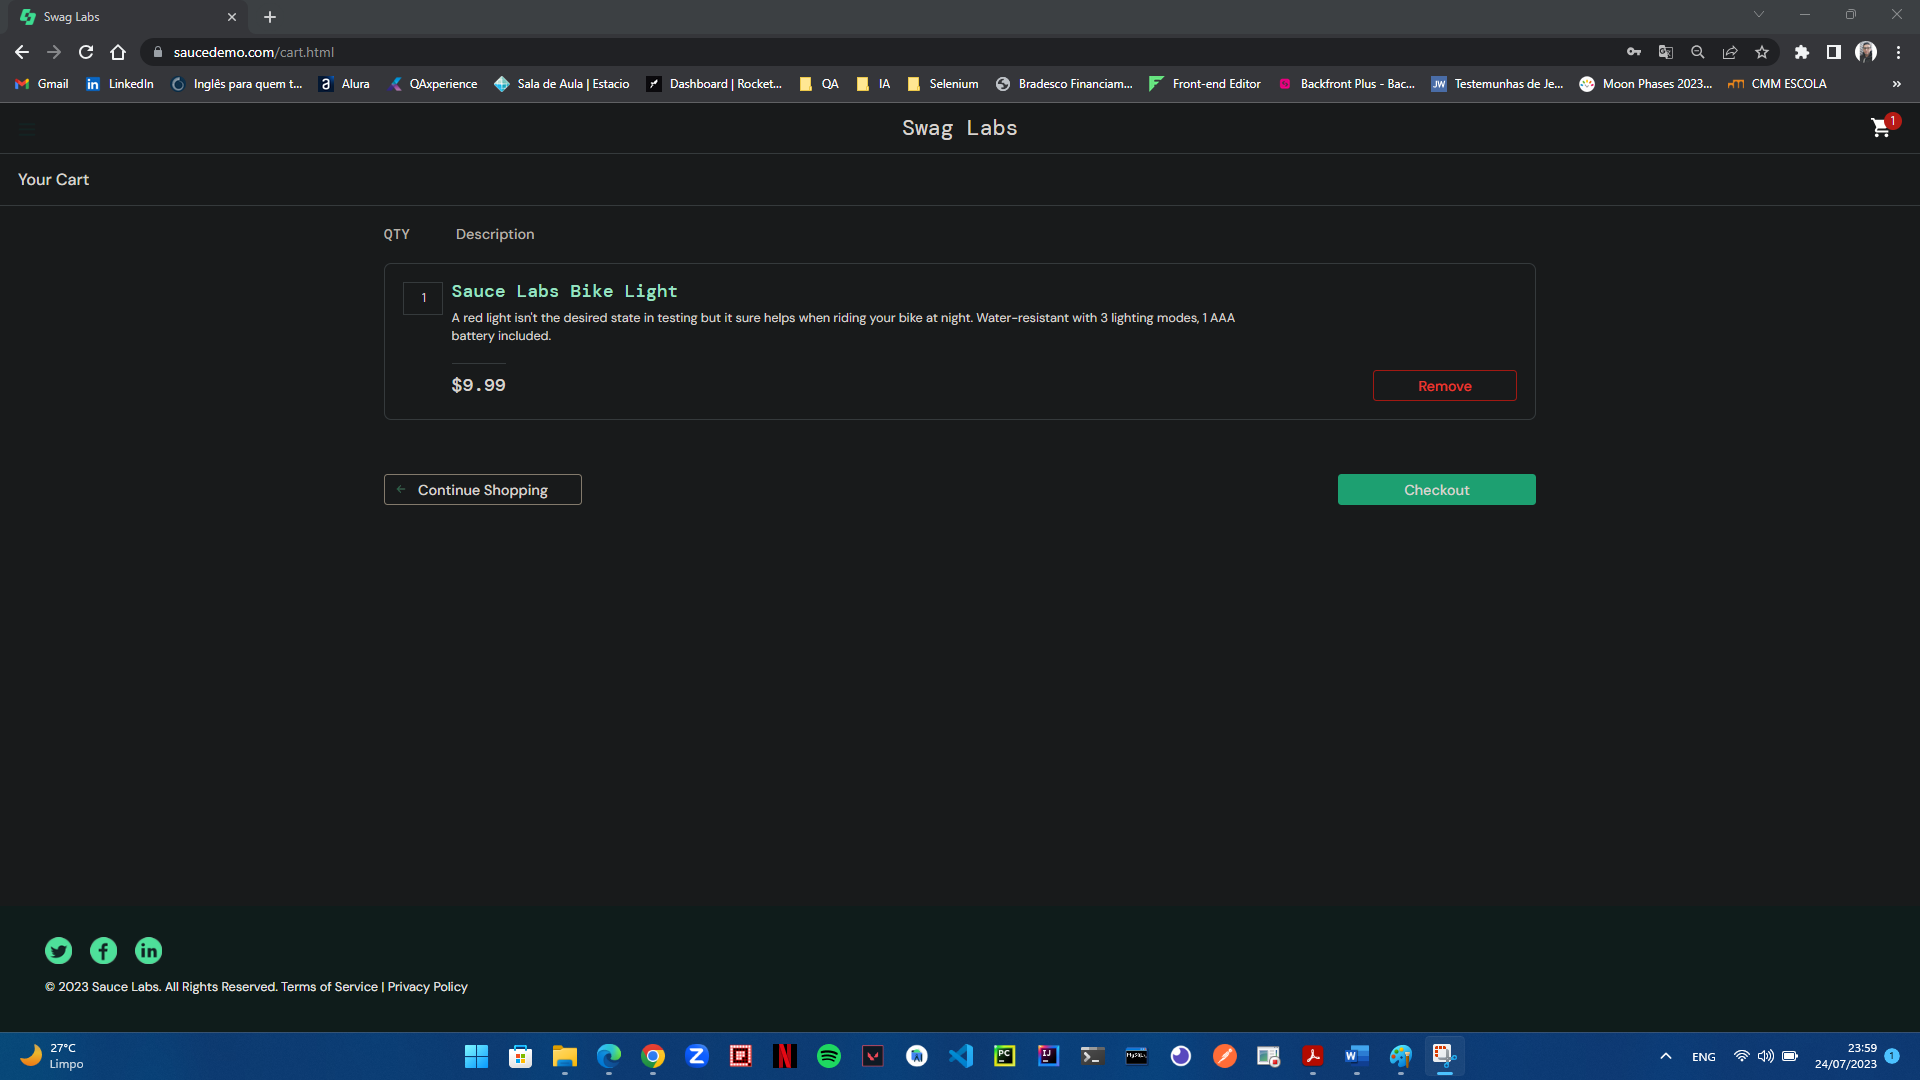 Swag Labs
saucedemo.com/cart.html
Gmail
LinkedIn
Inglês para quem t...
Alura
QAxperience
Sala de Aula | Estacio
Dashboard | Rocket...
QA
IA
Selenium
Bradesco Financiam...
Front-end Editor
Backfront Plus - Bac...
Testemunhas de Je...
Moon Phases 2023...
CMM ESCOLA
Swag Labs
1
Your Cart
QTY Description
1
Sauce Labs Bike Light
A red light isn't the desired state in testing but it sure helps when riding your bike at night. Water-resistant with 3 lighting modes, 1 AAA
battery included.
$9.99
Remove
Continue Shopping
Checkout
© 2023 Sauce Labs. All Rights Reserved. Terms of Service | Privacy Policy
27°C
Limpo
ENG
23:59
24/07/2023
1